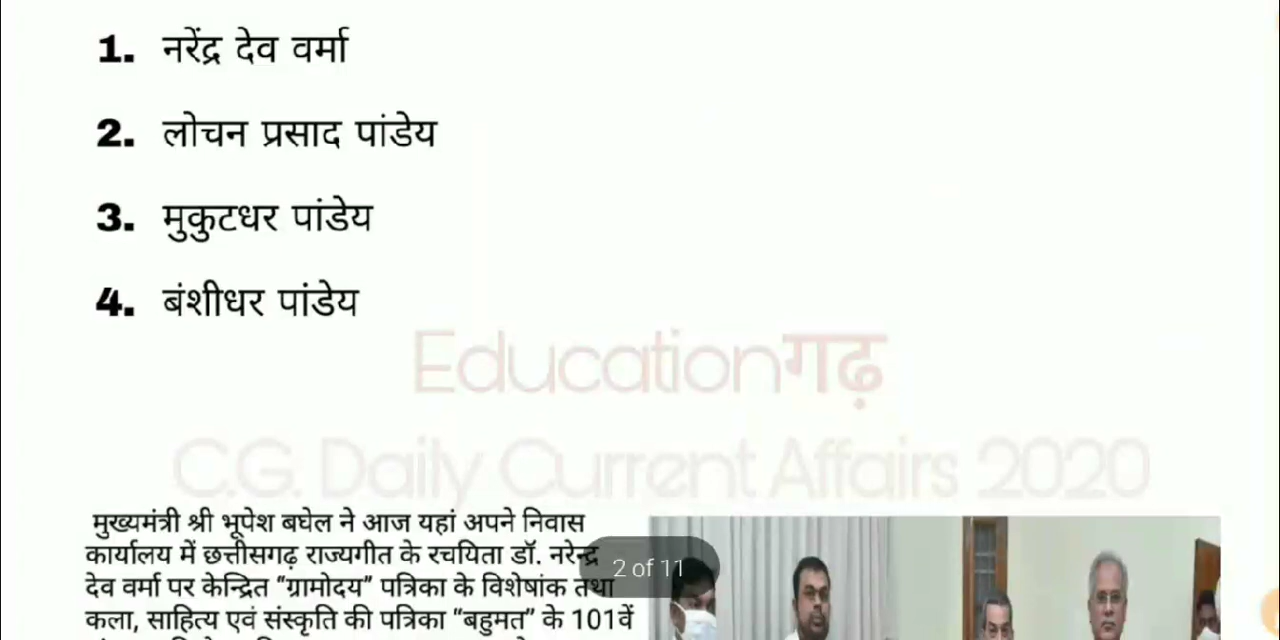 1. नरेंद्र देव वर्मा
2. लोचन प्रसाद पांडेय
3. मुकुटधर पांडेय
4. बंशीधर पांडेय
Educationगढ़
C.G. Daily Current Affairs 2020
मुख्यमंत्री श्री भूपेश बघेल ने आज यहां अपने निवास
कार्यालय में छत्तीसगढ़ राज्यगीत के रचयिता डॉ. नरेन्द्र
2 of 11
देव वर्मा पर केन्द्रित “ग्रामोदय” पत्रिका के विशेषांक तथा
कला, साहित्य एवं संस्कृति की पत्रिका “बहुमत” के 101वें